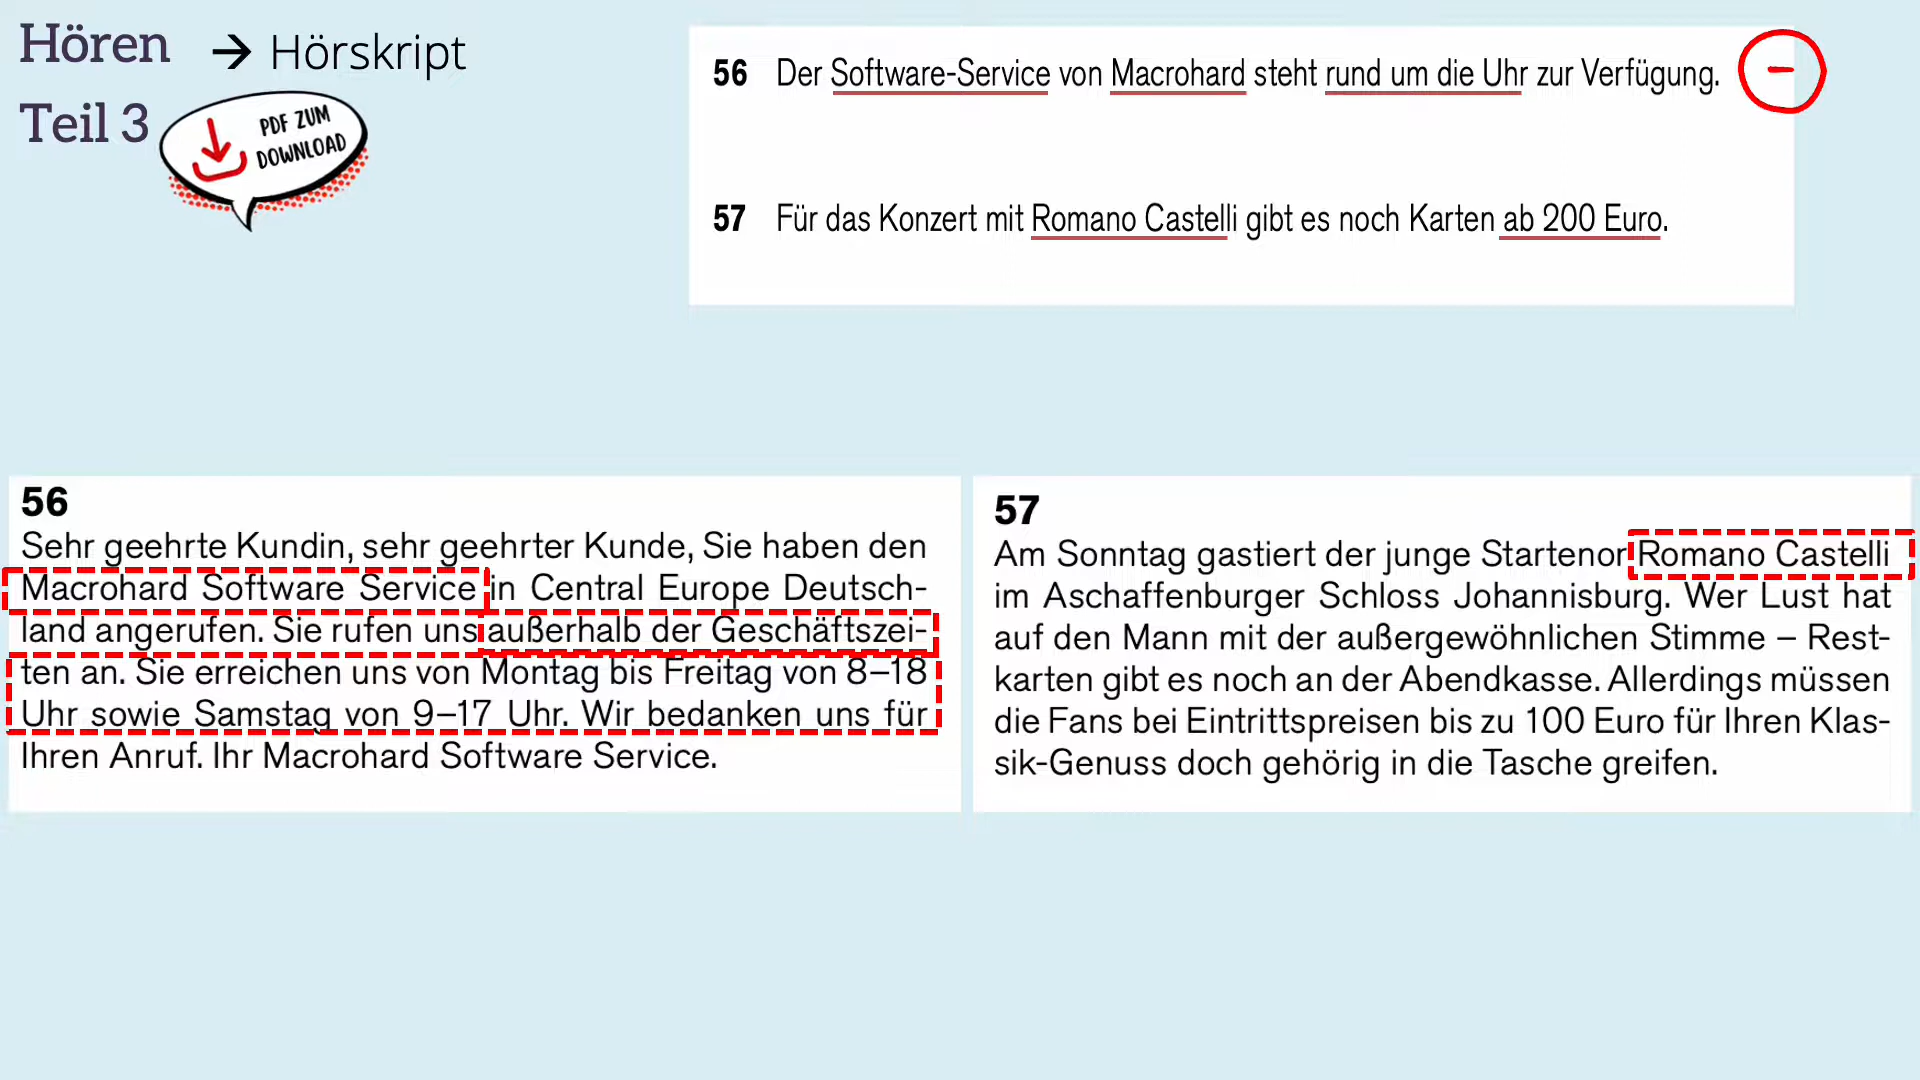 Hören → Hörskript
Teil 3
PDF ZUM
DOWNLOAD
56 Der Software-Service von Macrohard steht rund um die Uhr zur Verfügung. −
57 Für das Konzert mit Romano Castelli gibt es noch Karten ab 200 Euro.
56
Sehr geehrte Kundin, sehr geehrter Kunde, Sie haben den
Macrohard Software Service in Central Europe Deutsch-
land angerufen. Sie rufen uns außerhalb der Geschäftszei-
ten an. Sie erreichen uns von Montag bis Freitag von 8–18
Uhr sowie Samstag von 9–17 Uhr. Wir bedanken uns für
Ihren Anruf. Ihr Macrohard Software Service.
57
Am Sonntag gastiert der junge Startenor Romano Castelli
im Aschaffenburger Schloss Johannisburg. Wer Lust hat
auf den Mann mit der außergewöhnlichen Stimme – Rest-
karten gibt es noch an der Abendkasse. Allerdings müssen
die Fans bei Eintrittspreisen bis zu 100 Euro für Ihren Klas-
sik-Genuss doch gehörig in die Tasche greifen.